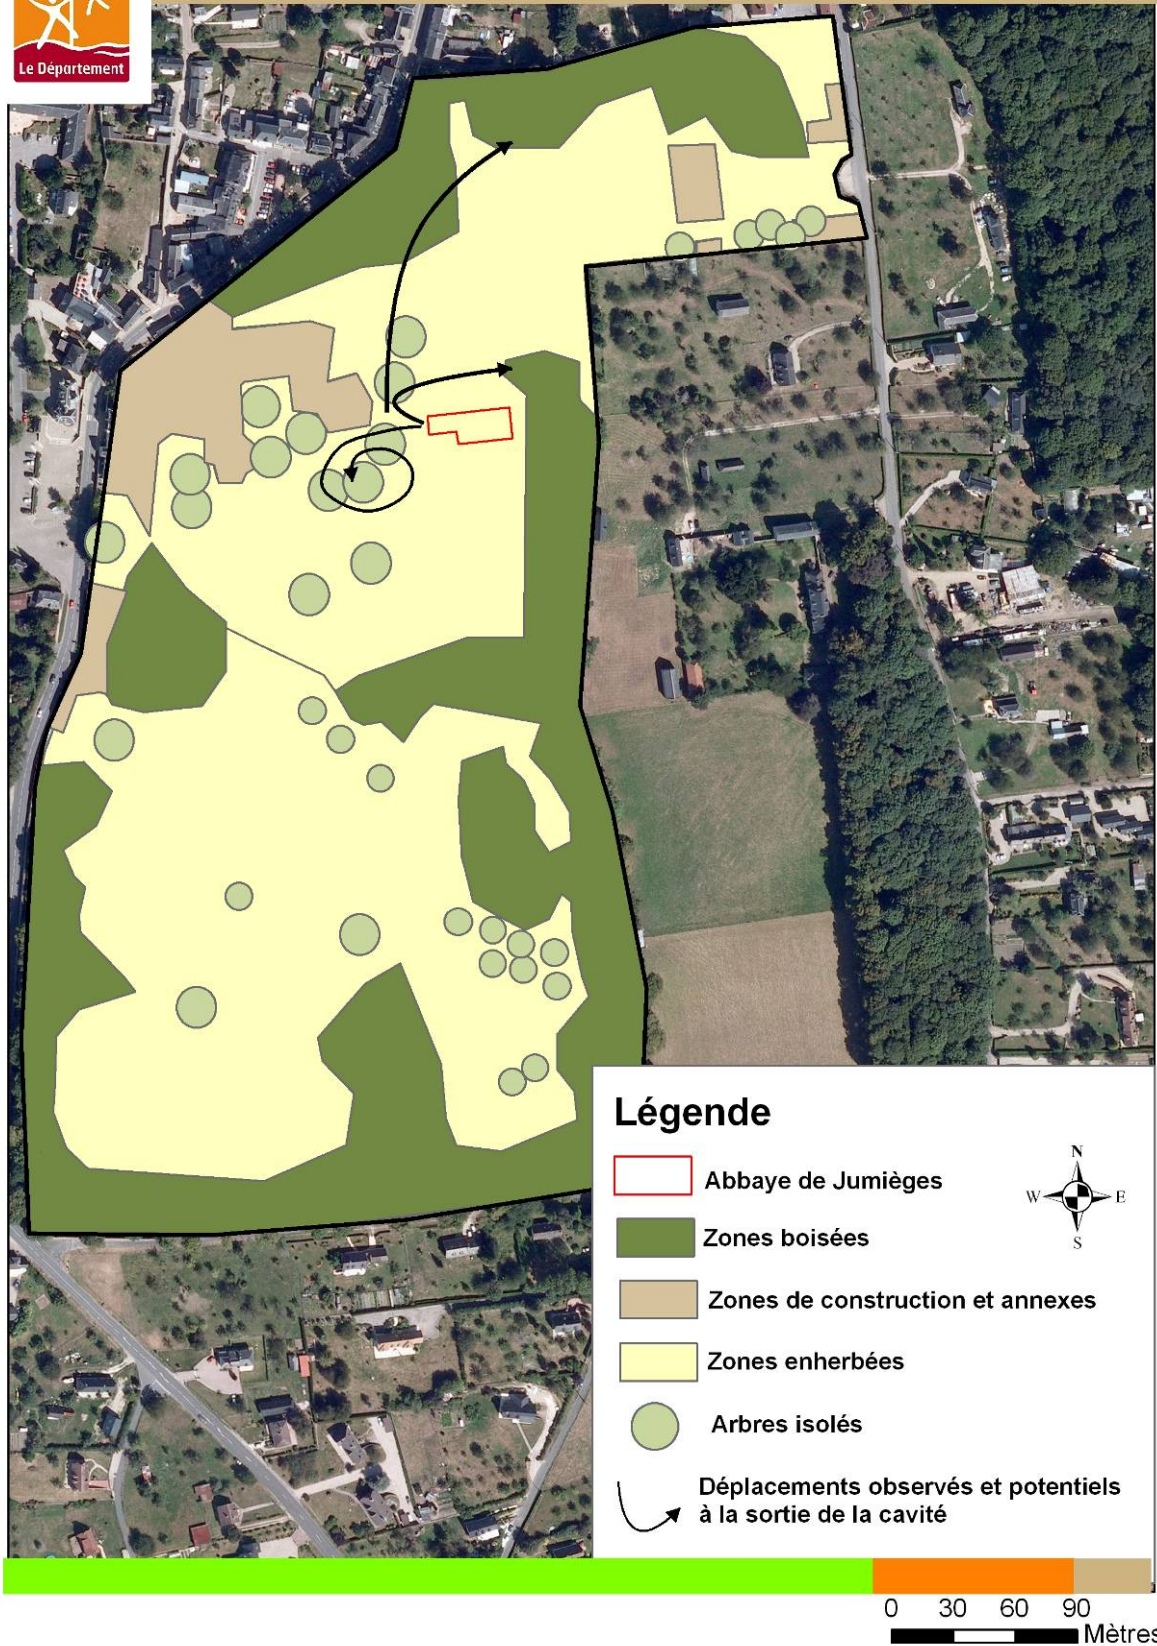 Le Département
Légende
N
W E
S
Abbaye de Jumièges
Zones boisées
Zones de construction et annexes
Zones enherbées
Arbres isolés
Déplacements observés et potentiels
à la sortie de la cavité
0 30 60 90
Mètres